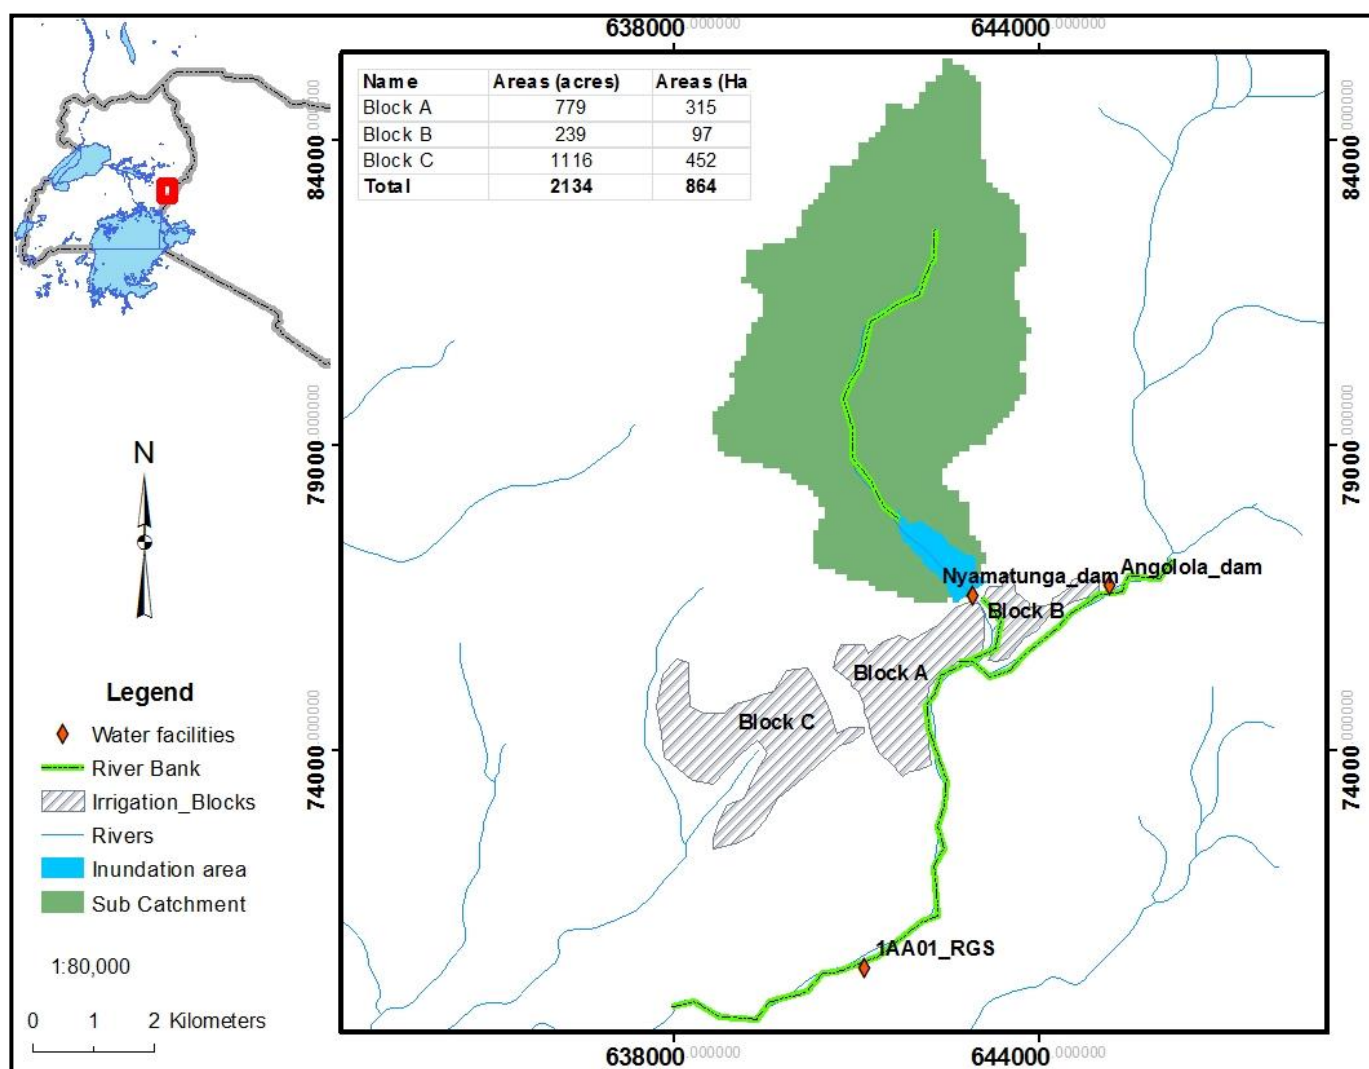 638000.000000 644000.000000
Name Areas (acres) Areas (Ha
Block A 779 315
Block B 239 97
Block C 1116 452
Total 2134 864
84000.000000 84000.000000
79000.000000 79000.000000
74000.000000 74000.000000
N
Nyamatunga_dam
Angolola_dam
Block B
Block A
Block C
1AA01_RGS
Legend
Water facilities
River Bank
Irrigation_Blocks
Rivers
Inundation area
Sub Catchment
1:80,000
0 1 2 Kilometers
638000.000000 644000.000000